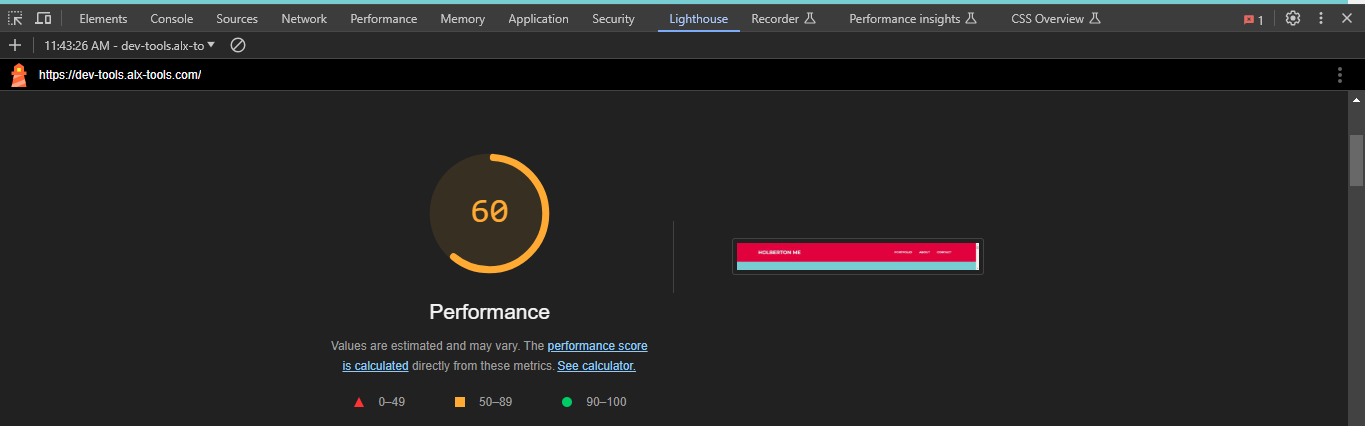 Elements Console Sources Network Performance Memory Application Security Lighthouse Recorder Performance insights CSS Overview 1
11:43:26 AM - dev-tools.alx-to
https://dev-tools.alx-tools.com/
60
HOLBERTON ME PORTFOLIO ABOUT CONTACT
Performance
Values are estimated and may vary. The performance score
is calculated directly from these metrics. See calculator.
0–49 50–89 90–100